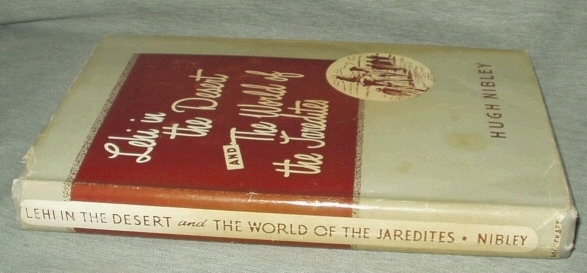 Lehi in
the Desert
AND The World of
the Jaredites
HUGH NIBLEY
LEHI IN THE DESERT and THE WORLD OF THE JAREDITES • NIBLEY